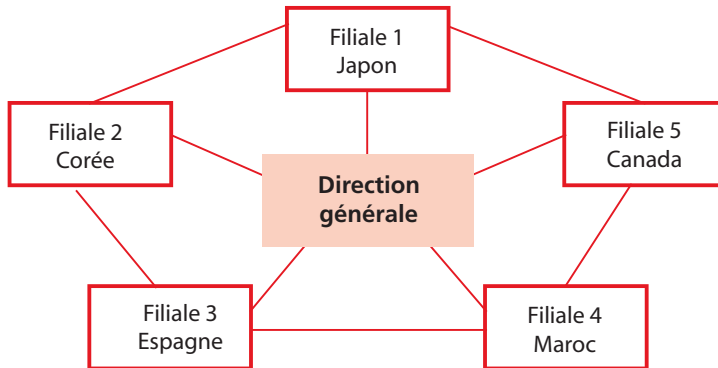 Filiale 1
Japon
Filiale 2
Corée
Filiale 5
Canada
Direction
générale
Filiale 3
Espagne
Filiale 4
Maroc